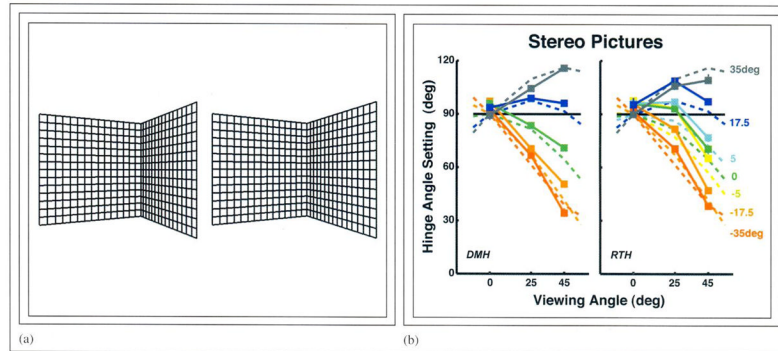 Stereo Pictures
Hinge Angle Setting (deg)
120
90
60
30
0
DMH
0 25 45
RTH
0 25 45
35deg
17.5
5
0
-5
-17.5
-35deg
Viewing Angle (deg)
(a)
(b)